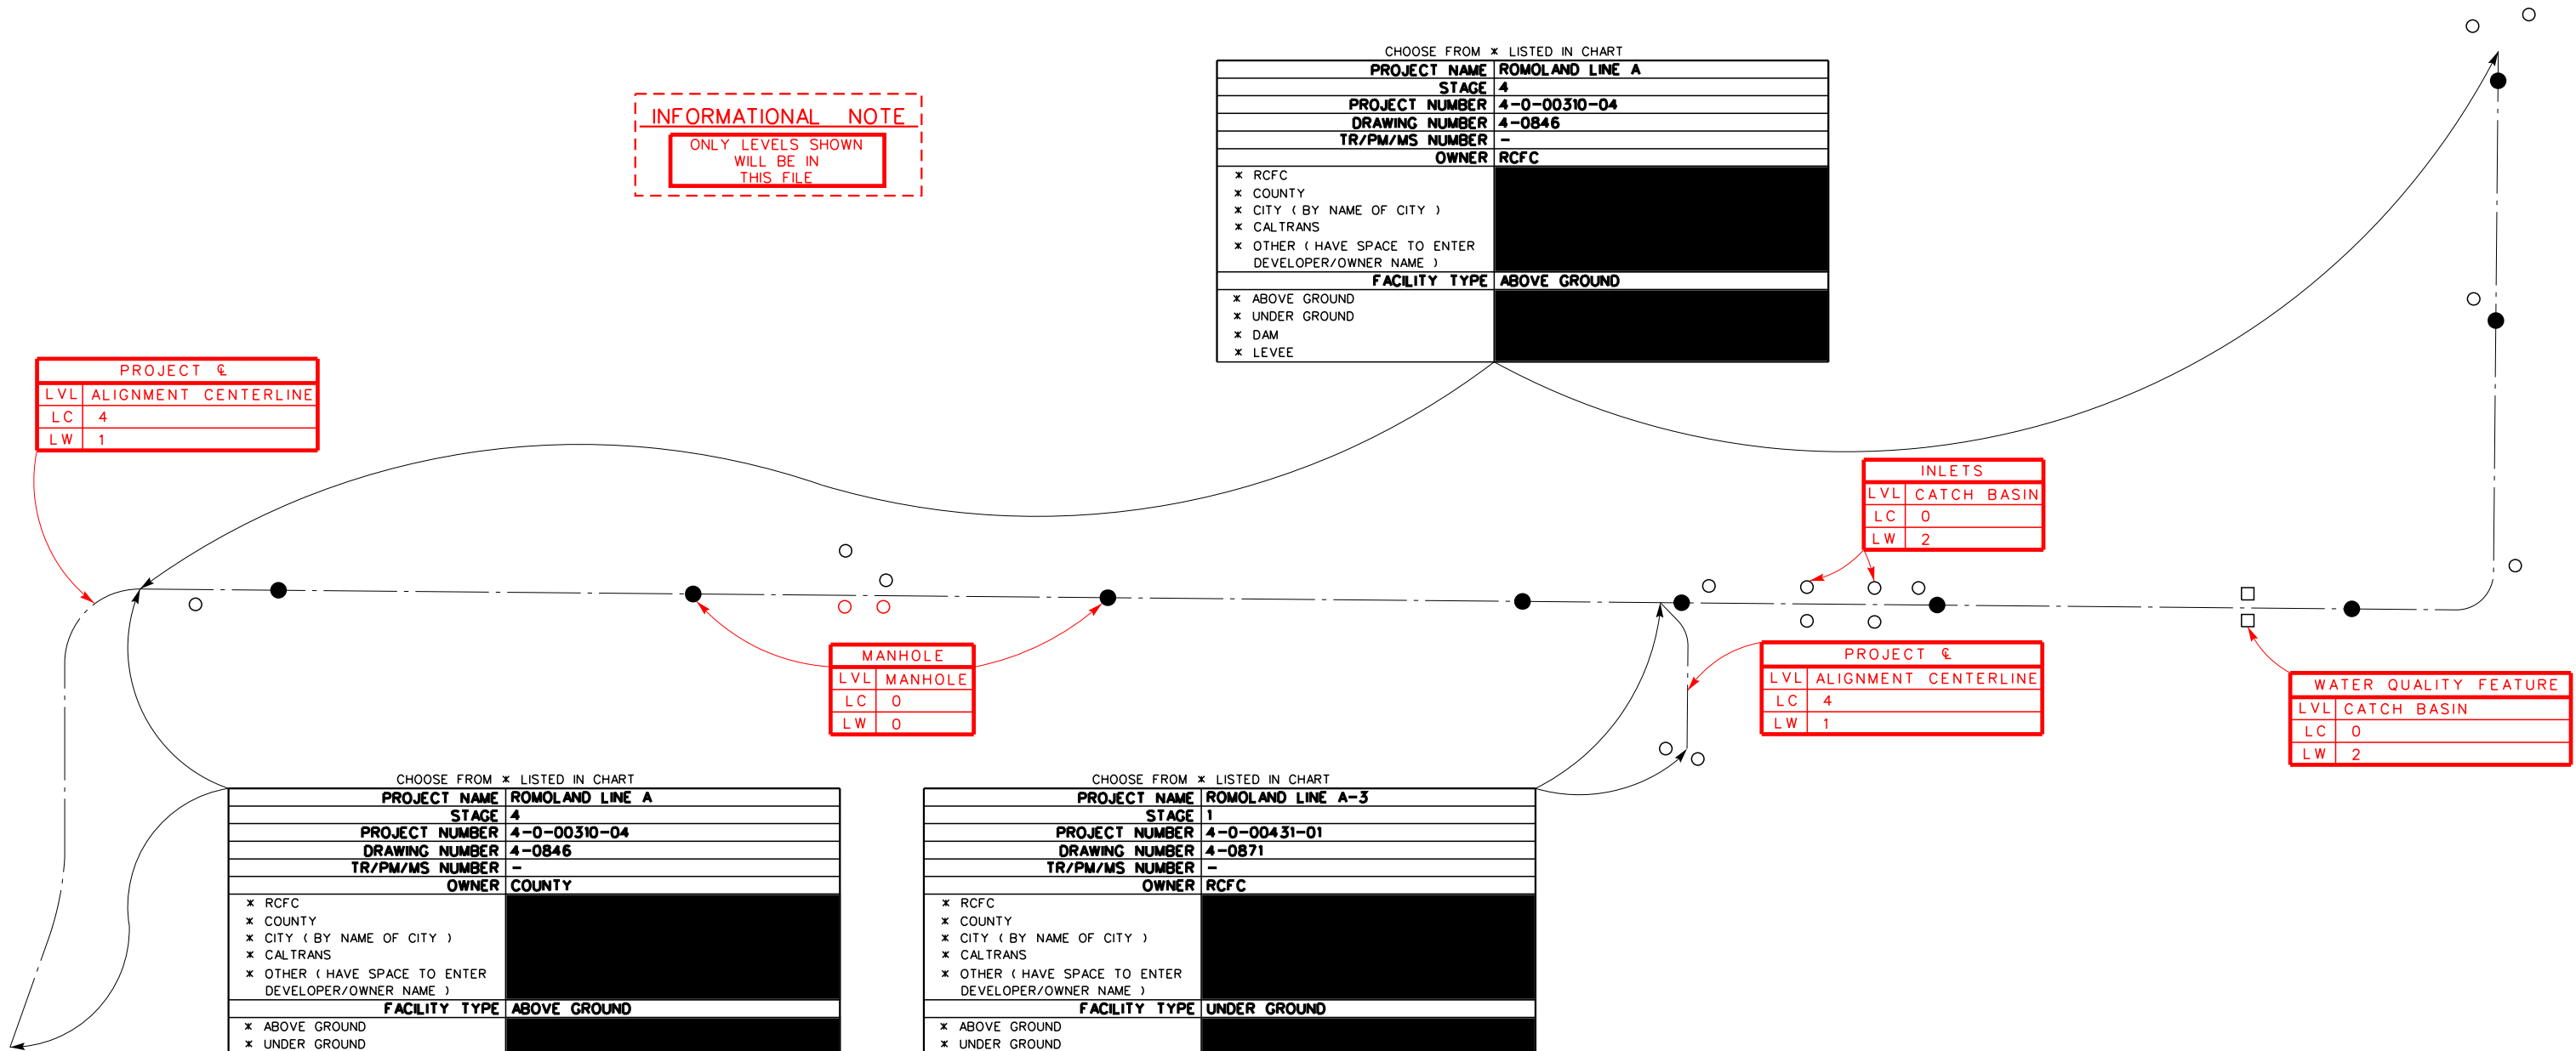 CHOOSE FROM * LISTED IN CHART
PROJECT NAME ROMOLAND LINE A
STAGE 4
PROJECT NUMBER 4-0-00310-04
DRAWING NUMBER 4-0846
TR/PM/MS NUMBER -
OWNER RCFC
* RCFC
* COUNTY
* CITY ( BY NAME OF CITY )
* CALTRANS
* OTHER ( HAVE SPACE TO ENTER
DEVELOPER/OWNER NAME )
FACILITY TYPE ABOVE GROUND
* ABOVE GROUND
* UNDER GROUND
* DAM
* LEVEE
INFORMATIONAL NOTE
ONLY LEVELS SHOWN
WILL BE IN
THIS FILE
PROJECT ℄
LVL ALIGNMENT CENTERLINE
LC 4
LW 1
INLETS
LVL CATCH BASIN
LC 0
LW 2
MANHOLE
LVL MANHOLE
LC 0
LW 0
PROJECT ℄
LVL ALIGNMENT CENTERLINE
LC 4
LW 1
WATER QUALITY FEATURE
LVL CATCH BASIN
LC 0
LW 2
CHOOSE FROM * LISTED IN CHART
PROJECT NAME ROMOLAND LINE A
STAGE 4
PROJECT NUMBER 4-0-00310-04
DRAWING NUMBER 4-0846
TR/PM/MS NUMBER -
OWNER COUNTY
* RCFC
* COUNTY
* CITY ( BY NAME OF CITY )
* CALTRANS
* OTHER ( HAVE SPACE TO ENTER
DEVELOPER/OWNER NAME )
FACILITY TYPE ABOVE GROUND
* ABOVE GROUND
* UNDER GROUND
CHOOSE FROM * LISTED IN CHART
PROJECT NAME ROMOLAND LINE A-3
STAGE 1
PROJECT NUMBER 4-0-00431-01
DRAWING NUMBER 4-0871
TR/PM/MS NUMBER -
OWNER RCFC
* RCFC
* COUNTY
* CITY ( BY NAME OF CITY )
* CALTRANS
* OTHER ( HAVE SPACE TO ENTER
DEVELOPER/OWNER NAME )
FACILITY TYPE UNDER GROUND
* ABOVE GROUND
* UNDER GROUND